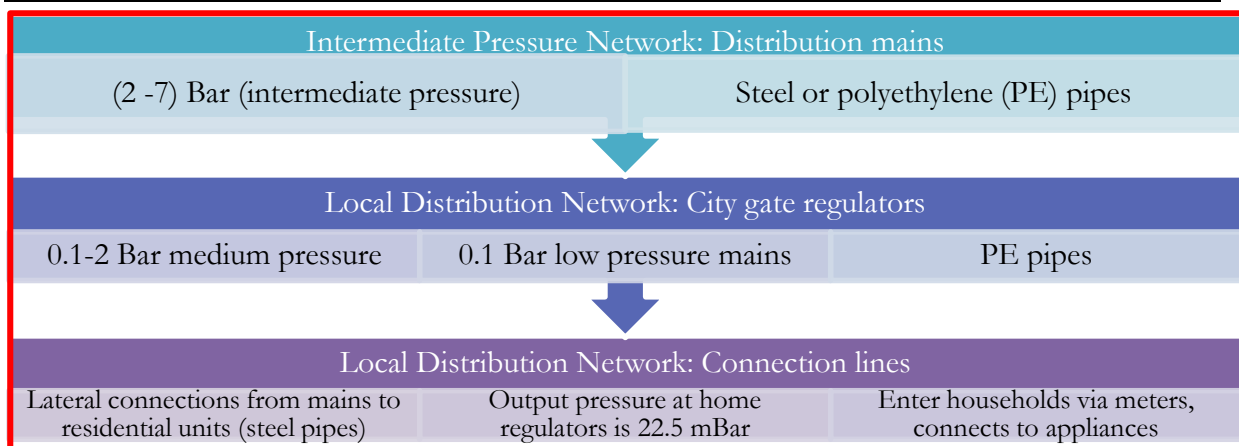 Intermediate Pressure Network: Distribution mains
(2 -7) Bar (intermediate pressure)
Steel or polyethylene (PE) pipes
Local Distribution Network: City gate regulators
0.1-2 Bar medium pressure
0.1 Bar low pressure mains
PE pipes
Local Distribution Network: Connection lines
Lateral connections from mains to
residential units (steel pipes)
Output pressure at home
regulators is 22.5 mBar
Enter households via meters,
connects to appliances